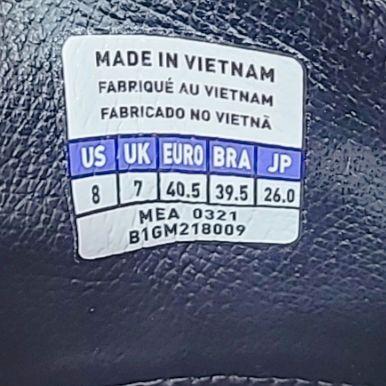 MADE IN VIETNAM
FABRIQUÉ AU VIETNAM
FABRICADO NO VIETNÃ
US UK EURO BRA JP
8 7 40.5 39.5 26.0
MEA 0321
B1GM218009